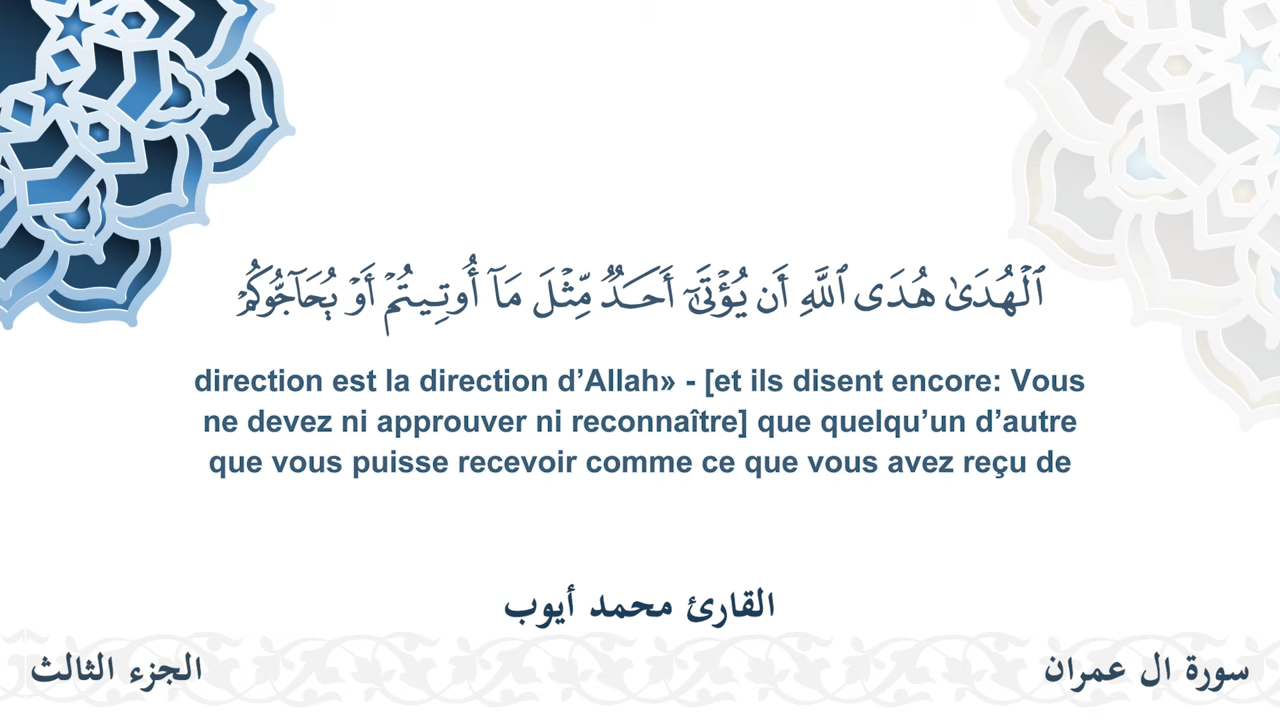 ٱلْهُدَىٰ هُدَى ٱللَّهِ أَن يُؤْتَىٰٓ أَحَدٌ مِّثْلَ مَآ أُوتِيتُمْ أَوْ يُحَآجُّوكُمْ
direction est la direction d’Allah» - [et ils disent encore: Vous
ne devez ni approuver ni reconnaître] que quelqu’un d’autre
que vous puisse recevoir comme ce que vous avez reçu de
القارئ محمد أيوب
سورة ال عمران
الجزء الثالث